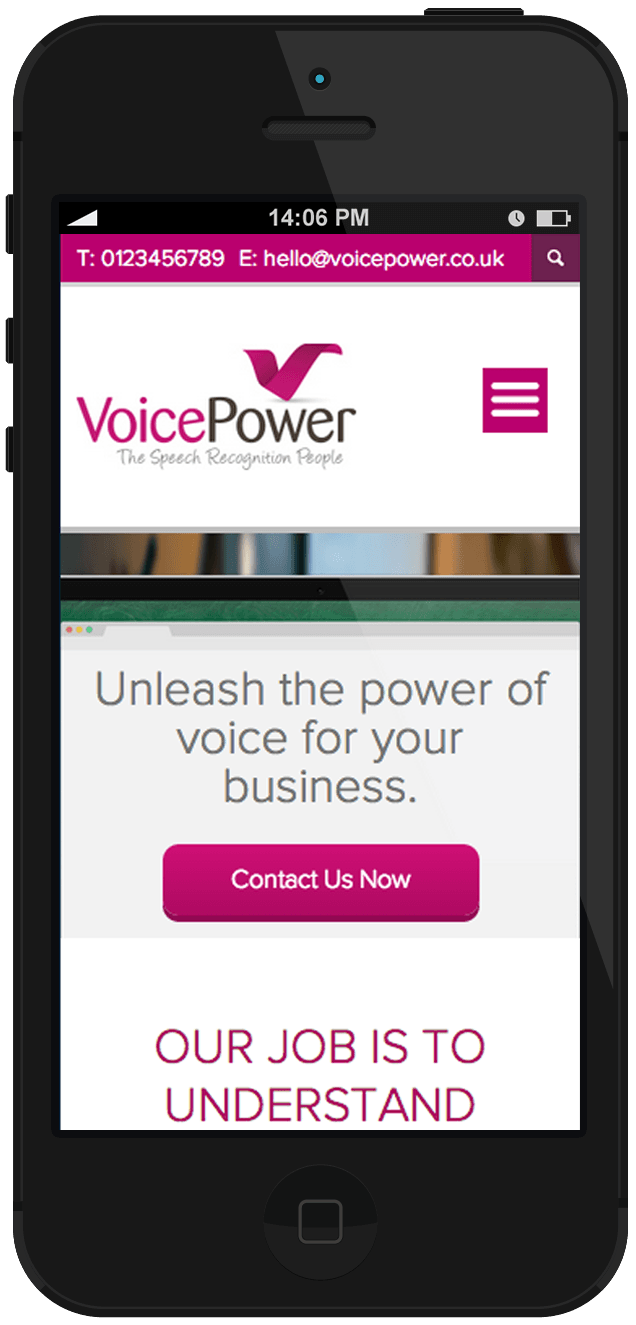 14:06 PM
T: 0123456789 E: hello@voicepower.co.uk
VoicePower
The Speech Recognition People
Unleash the power of
voice for your
business.
Contact Us Now
OUR JOB IS TO
UNDERSTAND